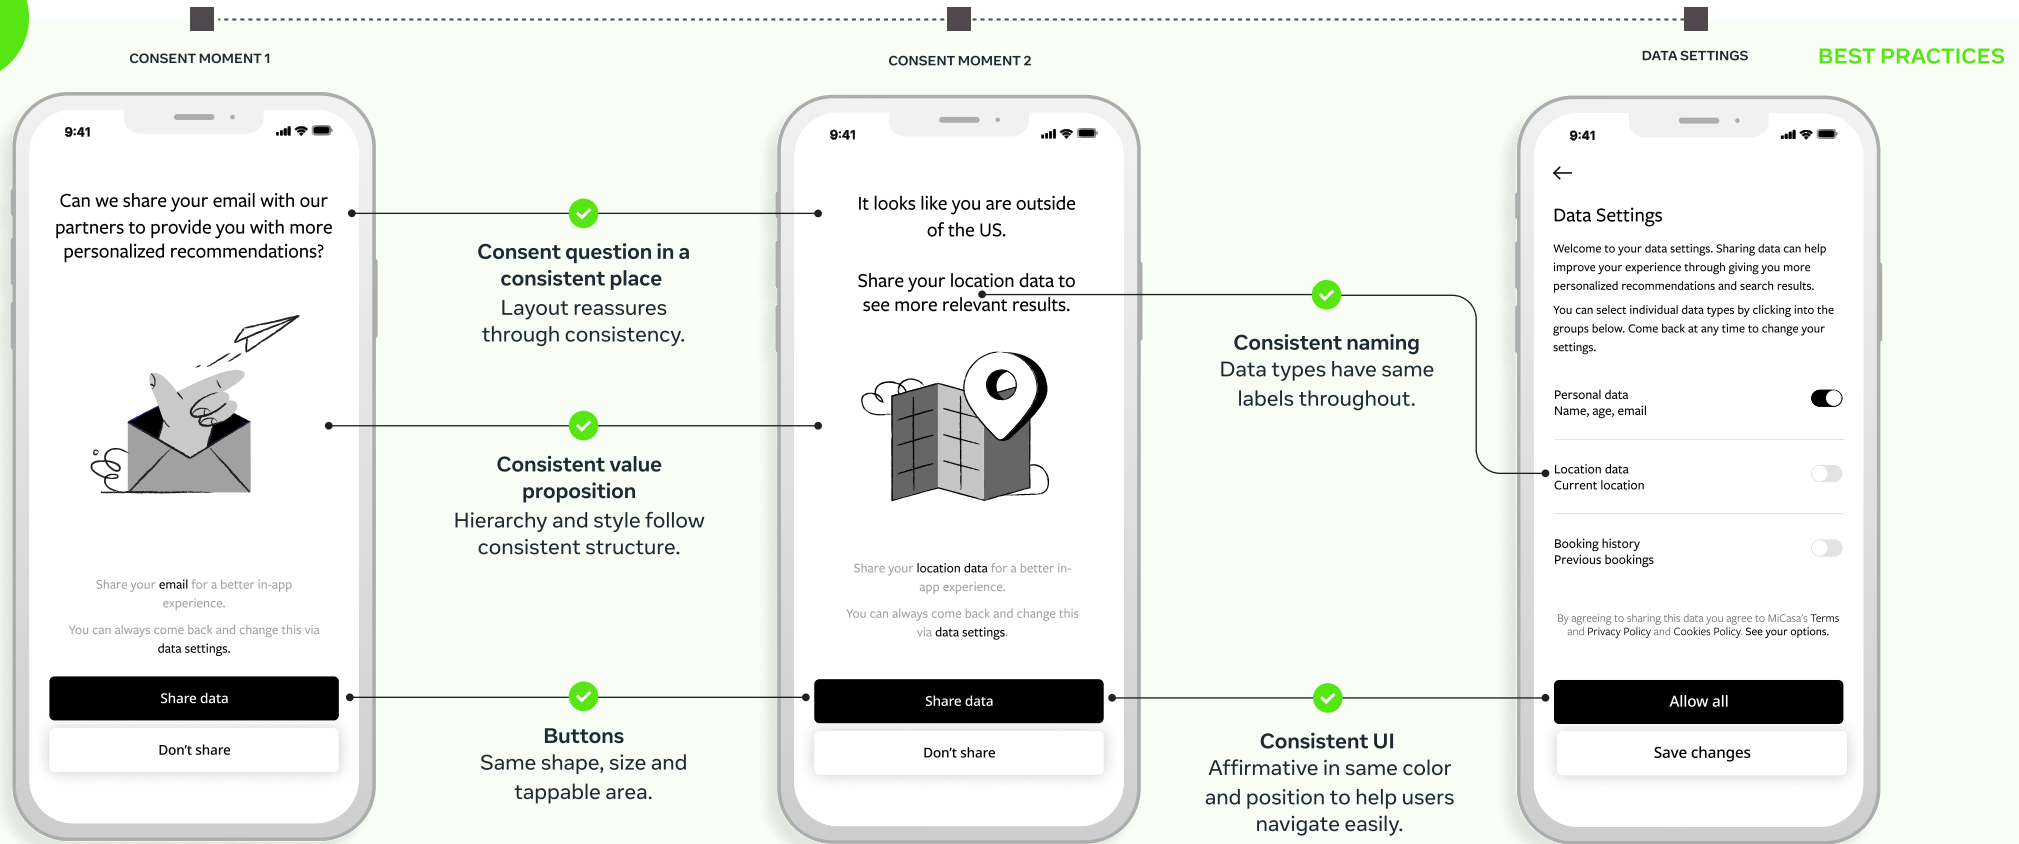 CONSENT MOMENT 1
CONSENT MOMENT 2
DATA SETTINGS
BEST PRACTICES
9:41
Can we share your email with our
partners to provide you with more
personalized recommendations?
Share your email for a better in-app
experience.
You can always come back and change this via
data settings.
Share data
Don't share
Consent question in a
consistent place
Layout reassures
through consistency.
Consistent value
proposition
Hierarchy and style follow
consistent structure.
Buttons
Same shape, size and
tappable area.
9:41
It looks like you are outside
of the US.
Share your location data to
see more relevant results.
Share your location data for a better in-
app experience.
You can always come back and change this
via data settings.
Share data
Don't share
Consistent naming
Data types have same
labels throughout.
Consistent UI
Affirmative in same color
and position to help users
navigate easily.
9:41
Data Settings
Welcome to your data settings. Sharing data can help
improve your experience through giving you more
personalized recommendations and search results.
You can select individual data types by clicking into the
groups below. Come back at any time to change your
settings.
Personal data
Name, age, email
Location data
Current location
Booking history
Previous bookings
By agreeing to sharing this data you agree to MiCasa's Terms
and Privacy Policy and Cookies Policy. See your options.
Allow all
Save changes